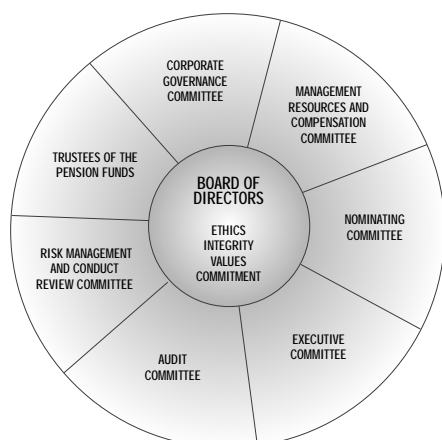 CORPORATE
GOVERNANCE
COMMITTEE
MANAGEMENT
RESOURCES AND
COMPENSATION
COMMITTEE
TRUSTEES OF THE
PENSION FUNDS
BOARD OF
DIRECTORS
ETHICS
INTEGRITY
VALUES
COMMITMENT
NOMINATING
COMMITTEE
RISK MANAGEMENT
AND CONDUCT
REVIEW COMMITTEE
EXECUTIVE
COMMITTEE
AUDIT
COMMITTEE